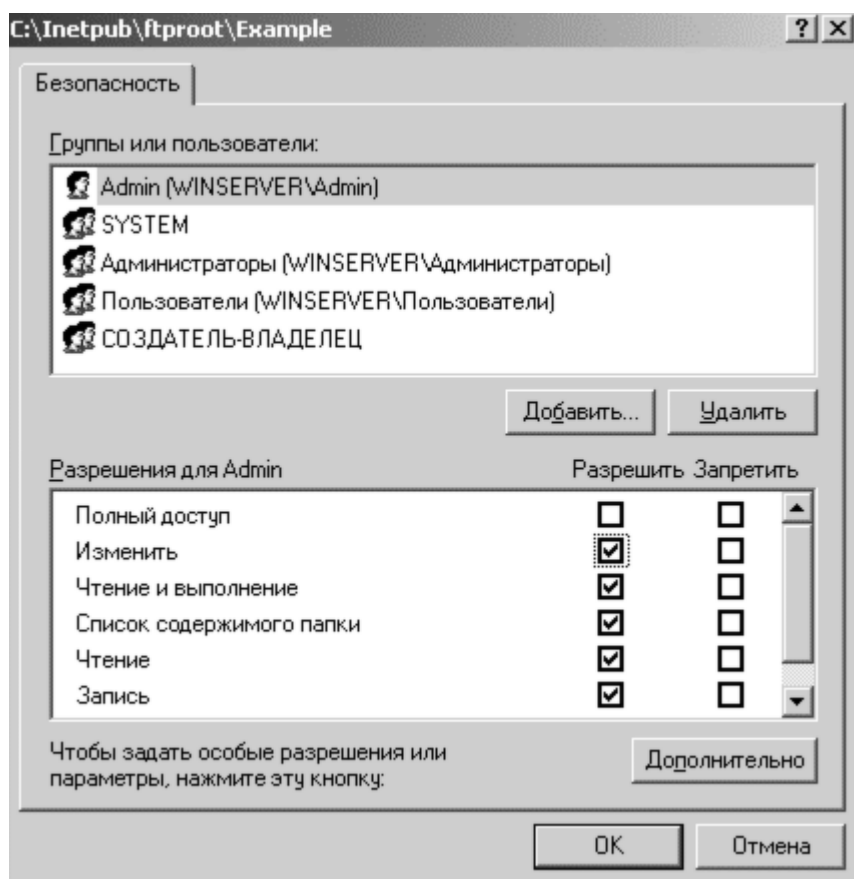 C:\Inetpub\ftproot\Example
Безопасность
Группы или пользователи:
Admin (WINSERVER\Admin)
SYSTEM
Администраторы (WINSERVER\Администраторы)
Пользователи (WINSERVER\Пользователи)
СОЗДАТЕЛЬ-ВЛАДЕЛЕЦ
Добавить... Удалить
Разрешения для Admin Разрешить Запретить
Полный доступ
Изменить
Чтение и выполнение
Список содержимого папки
Чтение
Запись
Чтобы задать особые разрешения или
параметры, нажмите эту кнопку:
Дополнительно
OK Отмена